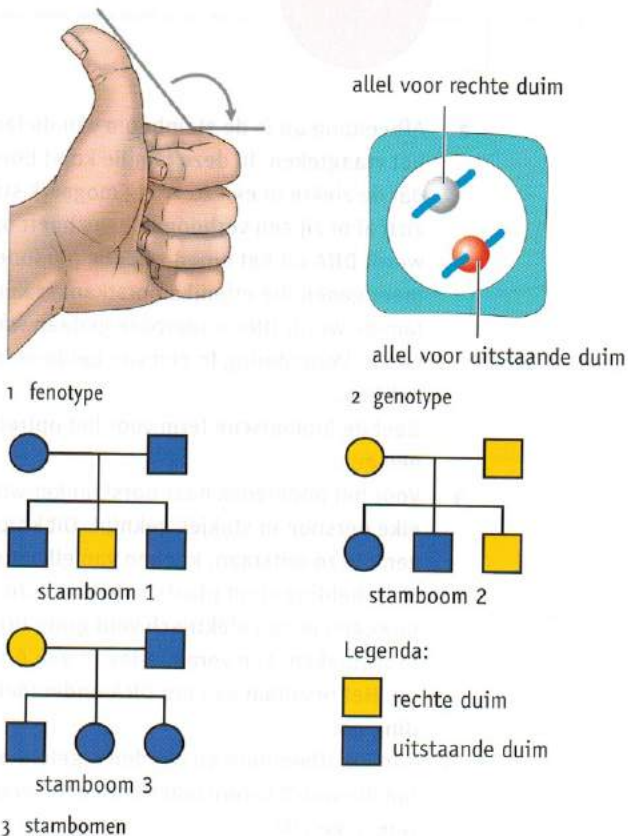 allel voor rechte duim
allel voor uitstaande duim
1 fenotype
2 genotype
stamboom 1
stamboom 2
stamboom 3
Legenda:
rechte duim
uitstaande duim
3 stambomen